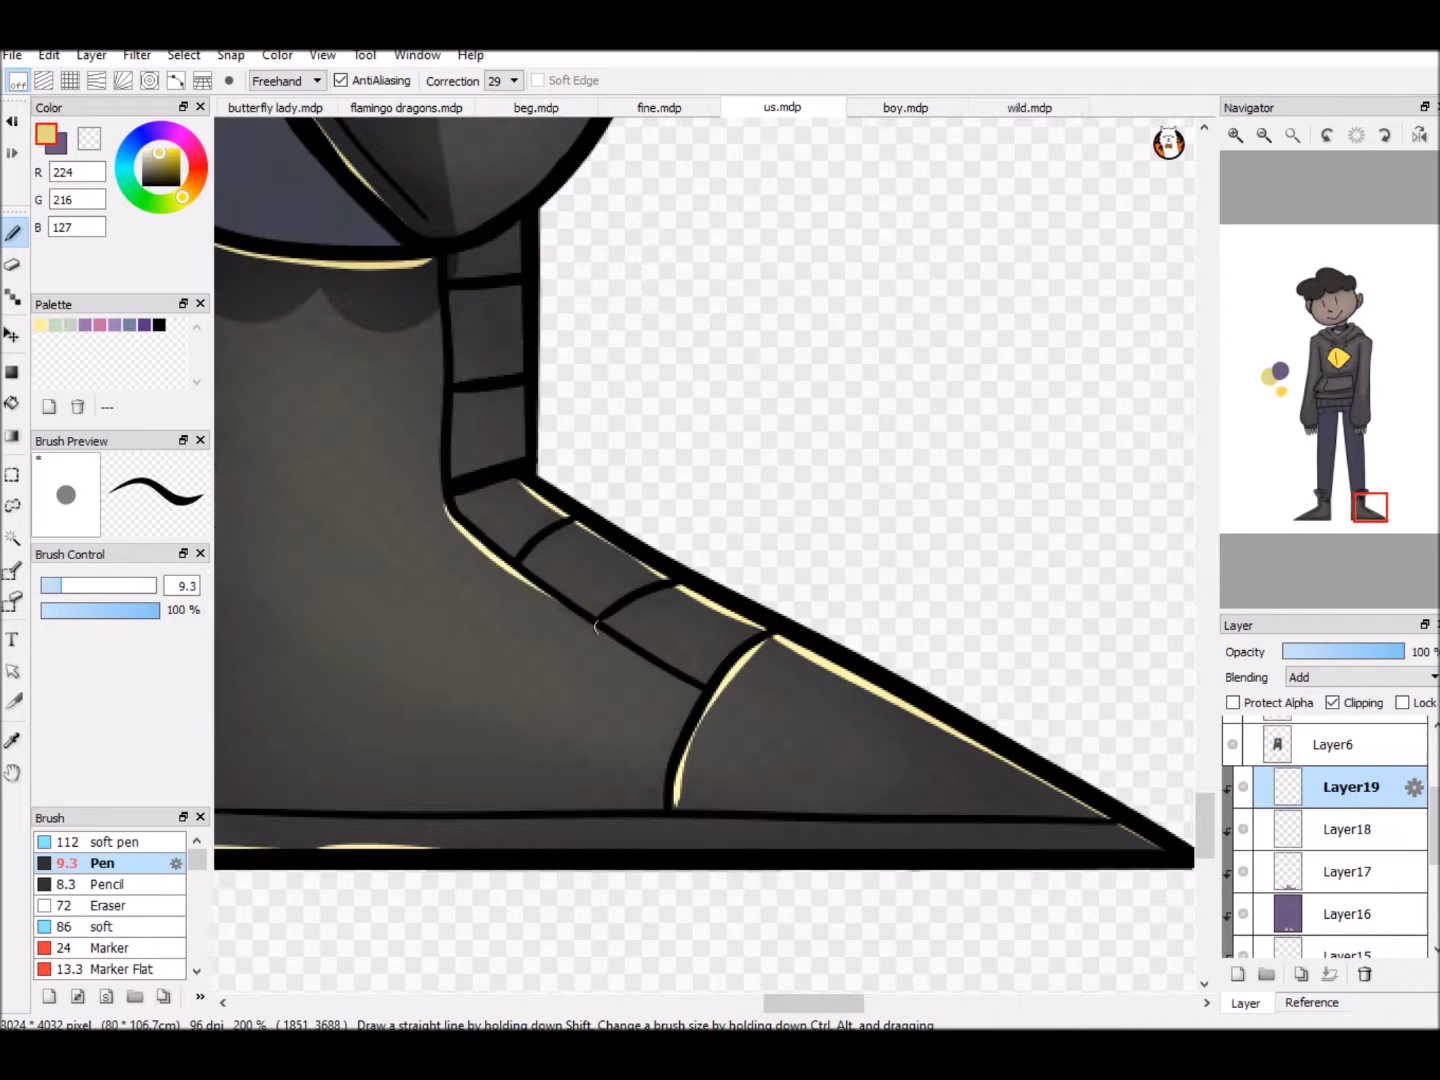 File Edit Layer Filter Select Snap Color View Tool Window Help
off Freehand AntiAliasing Correction 29 Soft Edge
Color
butterfly lady.mdp flamingo dragons.mdp beg.mdp fine.mdp us.mdp boy.mdp wild.mdp
Navigator
R 224
G 216
B 127
Palette
---
Brush Preview
*
Brush Control
9.3
100 %
Brush
112 soft pen
9.3 Pen
8.3 Pencil
72 Eraser
86 soft
24 Marker
13.3 Marker Flat
Layer
Opacity 100 %
Blending Add
Protect Alpha Clipping Lock
Layer6
Layer19
Layer18
Layer17
Layer16
Layer15
Layer Reference
3024 * 4032 pixel (80 * 106.7cm) 96 dpi 200 % (1851, 3688) Draw a straight line by holding down Shift, Change a brush size by holding down Ctrl, Alt, and dragging